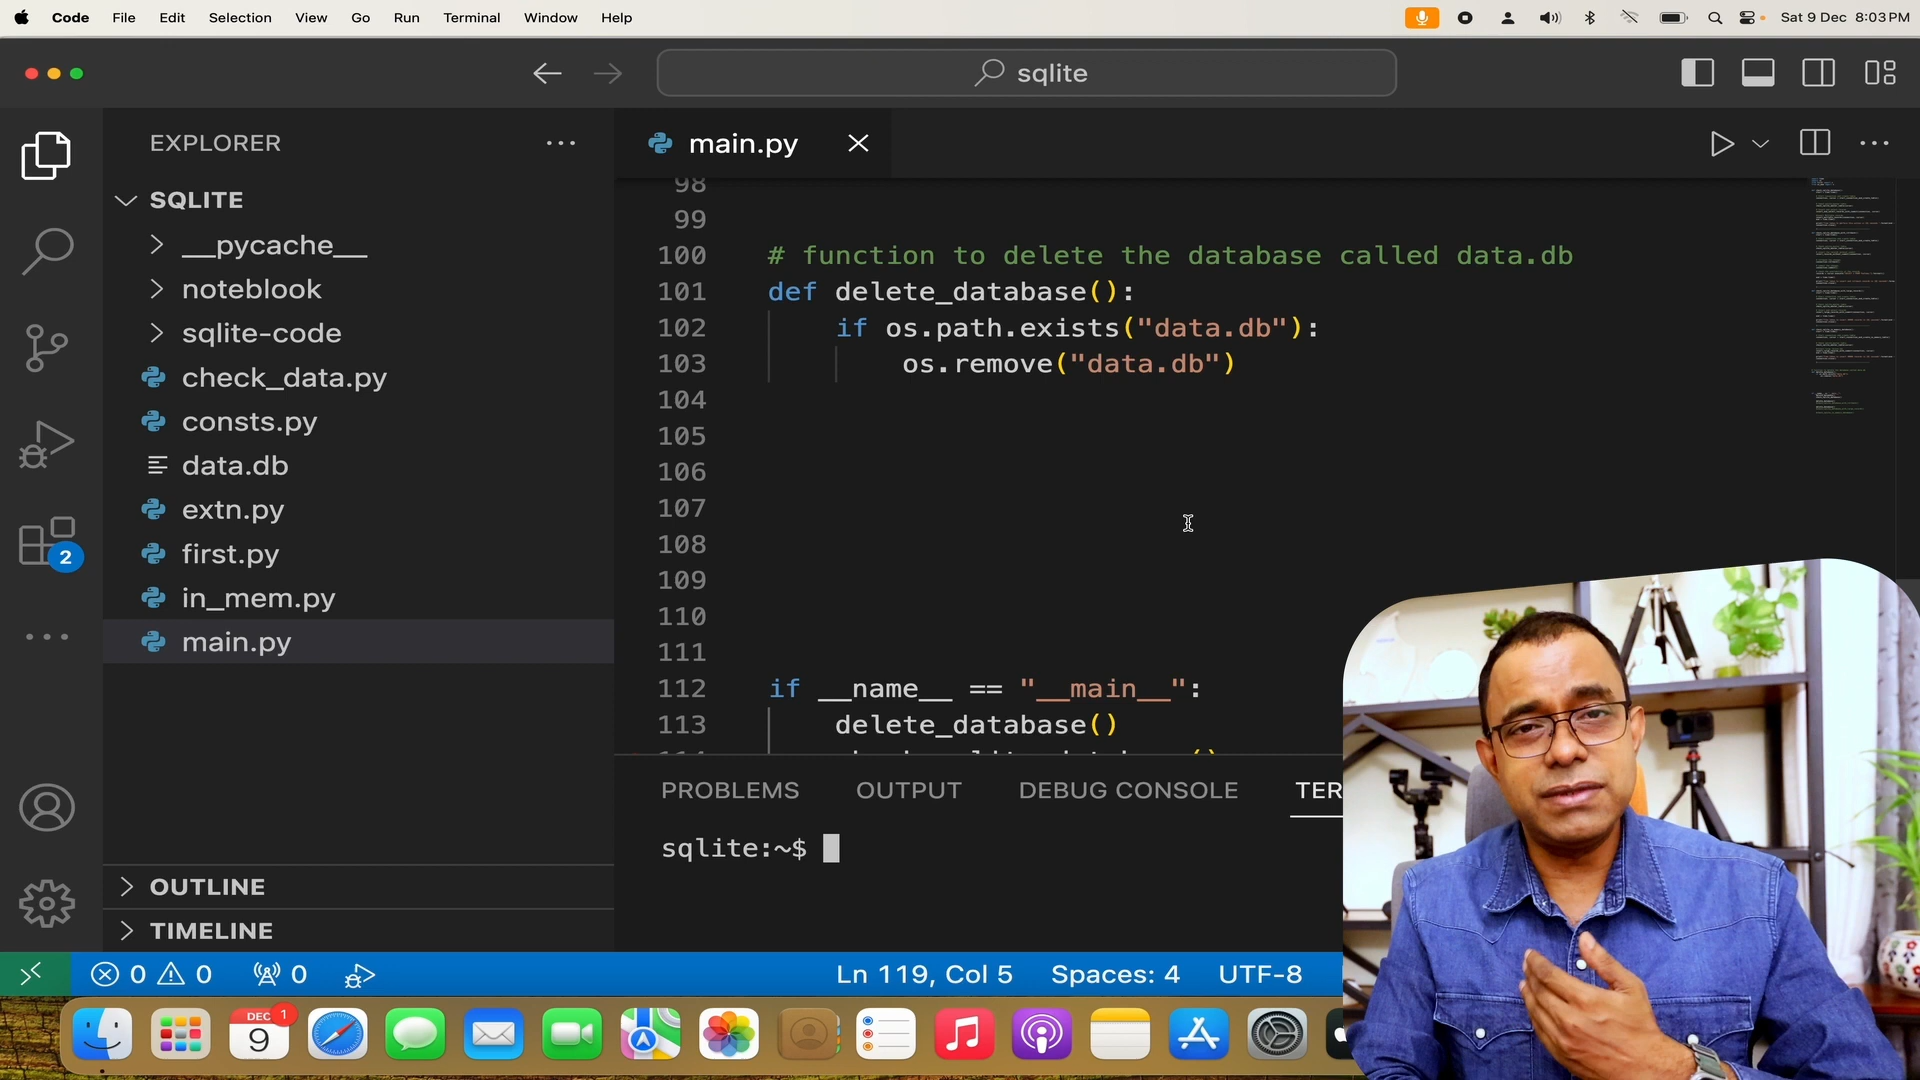 Code File Edit Selection View Go Run Terminal Window Help Sat 9 Dec 8:03 PM
sqlite
EXPLORER
SQLITE
__pycache__
noteblook
sqlite-code
check_data.py
consts.py
data.db
extn.py
first.py
in_mem.py
main.py
OUTLINE
TIMELINE
2
main.py
98
99
100 # function to delete the database called data.db
101 def delete_database():
102 if os.path.exists("data.db"):
103 os.remove("data.db")
104
105
106
107
108
109
110
111
112 if __name__ == "__main__":
113 delete_database()
PROBLEMS OUTPUT DEBUG CONSOLE TER
sqlite:~$
0 0 0 Ln 119, Col 5 Spaces: 4 UTF-8
DEC 1
9